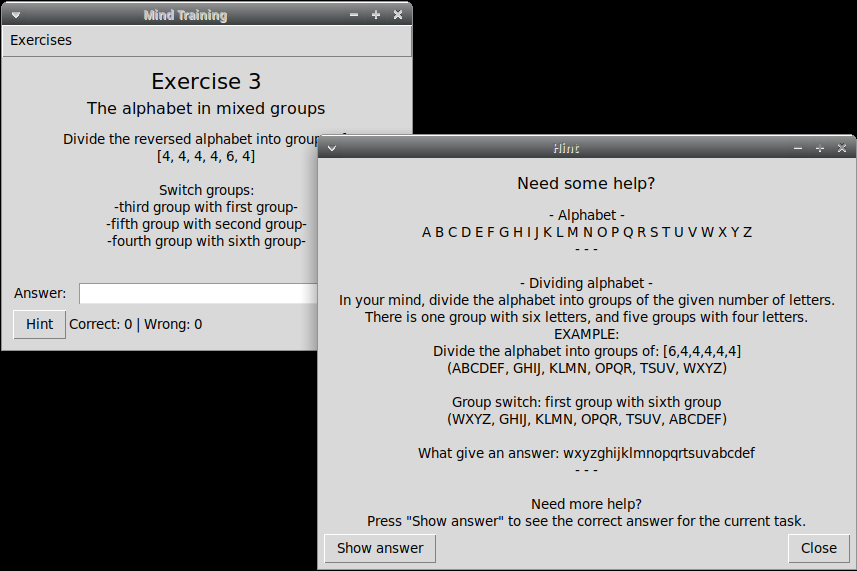 Mind Training
Exercises
Exercise 3
The alphabet in mixed groups
Divide the reversed alphabet into
[4, 4, 4, 4, 6, 4]
Switch groups:
-third group with first group-
-fifth group with second group-
-fourth group with sixth group-
Answer:
Hint
Correct: 0 | Wrong: 0
Hint
Need some help?
- Alphabet -
A B C D E F G H I J K L M N O P Q R S T U V W X Y Z
- - -
- Dividing alphabet -
In your mind, divide the alphabet into groups of the given number of letters.
There is one group with six letters, and five groups with four letters.
EXAMPLE:
Divide the alphabet into groups of: [6,4,4,4,4,4]
(ABCDEF, GHIJ, KLMN, OPQR, TSUV, WXYZ)
Group switch: first group with sixth group
(WXYZ, GHIJ, KLMN, OPQR, TSUV, ABCDEF)
What give an answer: wxyzghijklmnopqrtsuvabcdef
- - -
Need more help?
Press "Show answer" to see the correct answer for the current task.
Show answer
Close